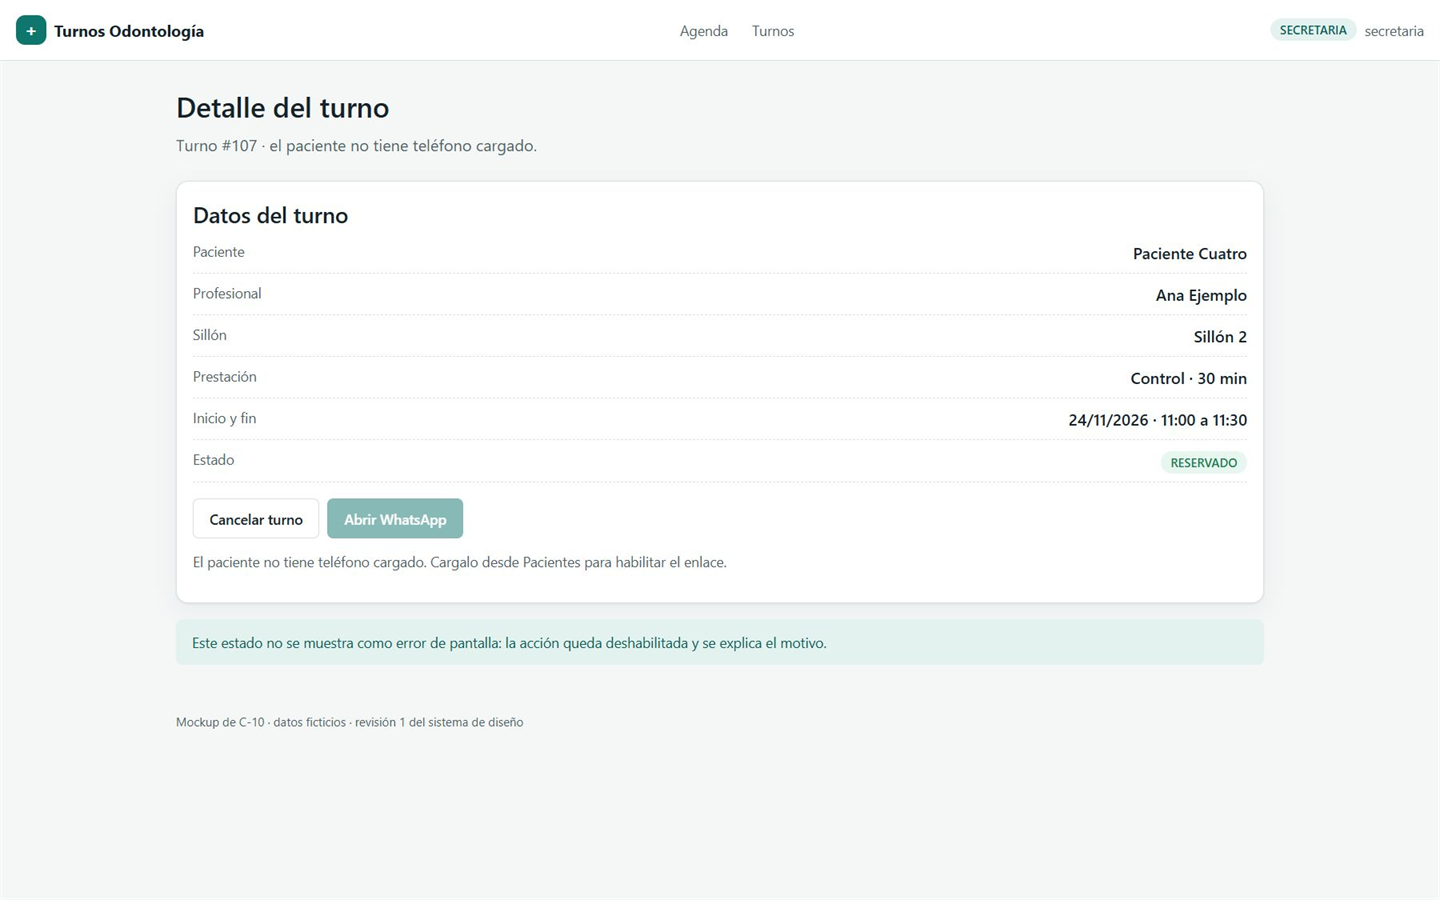 + Turnos Odontología
Agenda Turnos
SECRETARIA secretaria
Detalle del turno
Turno #107 · el paciente no tiene teléfono cargado.
Datos del turno
Paciente Paciente Cuatro
Profesional Ana Ejemplo
Sillón Sillón 2
Prestación Control · 30 min
Inicio y fin 24/11/2026 · 11:00 a 11:30
Estado RESERVADO
Cancelar turno Abrir WhatsApp
El paciente no tiene teléfono cargado. Cargalo desde Pacientes para habilitar el enlace.
Este estado no se muestra como error de pantalla: la acción queda deshabilitada y se explica el motivo.
Mockup de C-10 · datos ficticios · revisión 1 del sistema de diseño